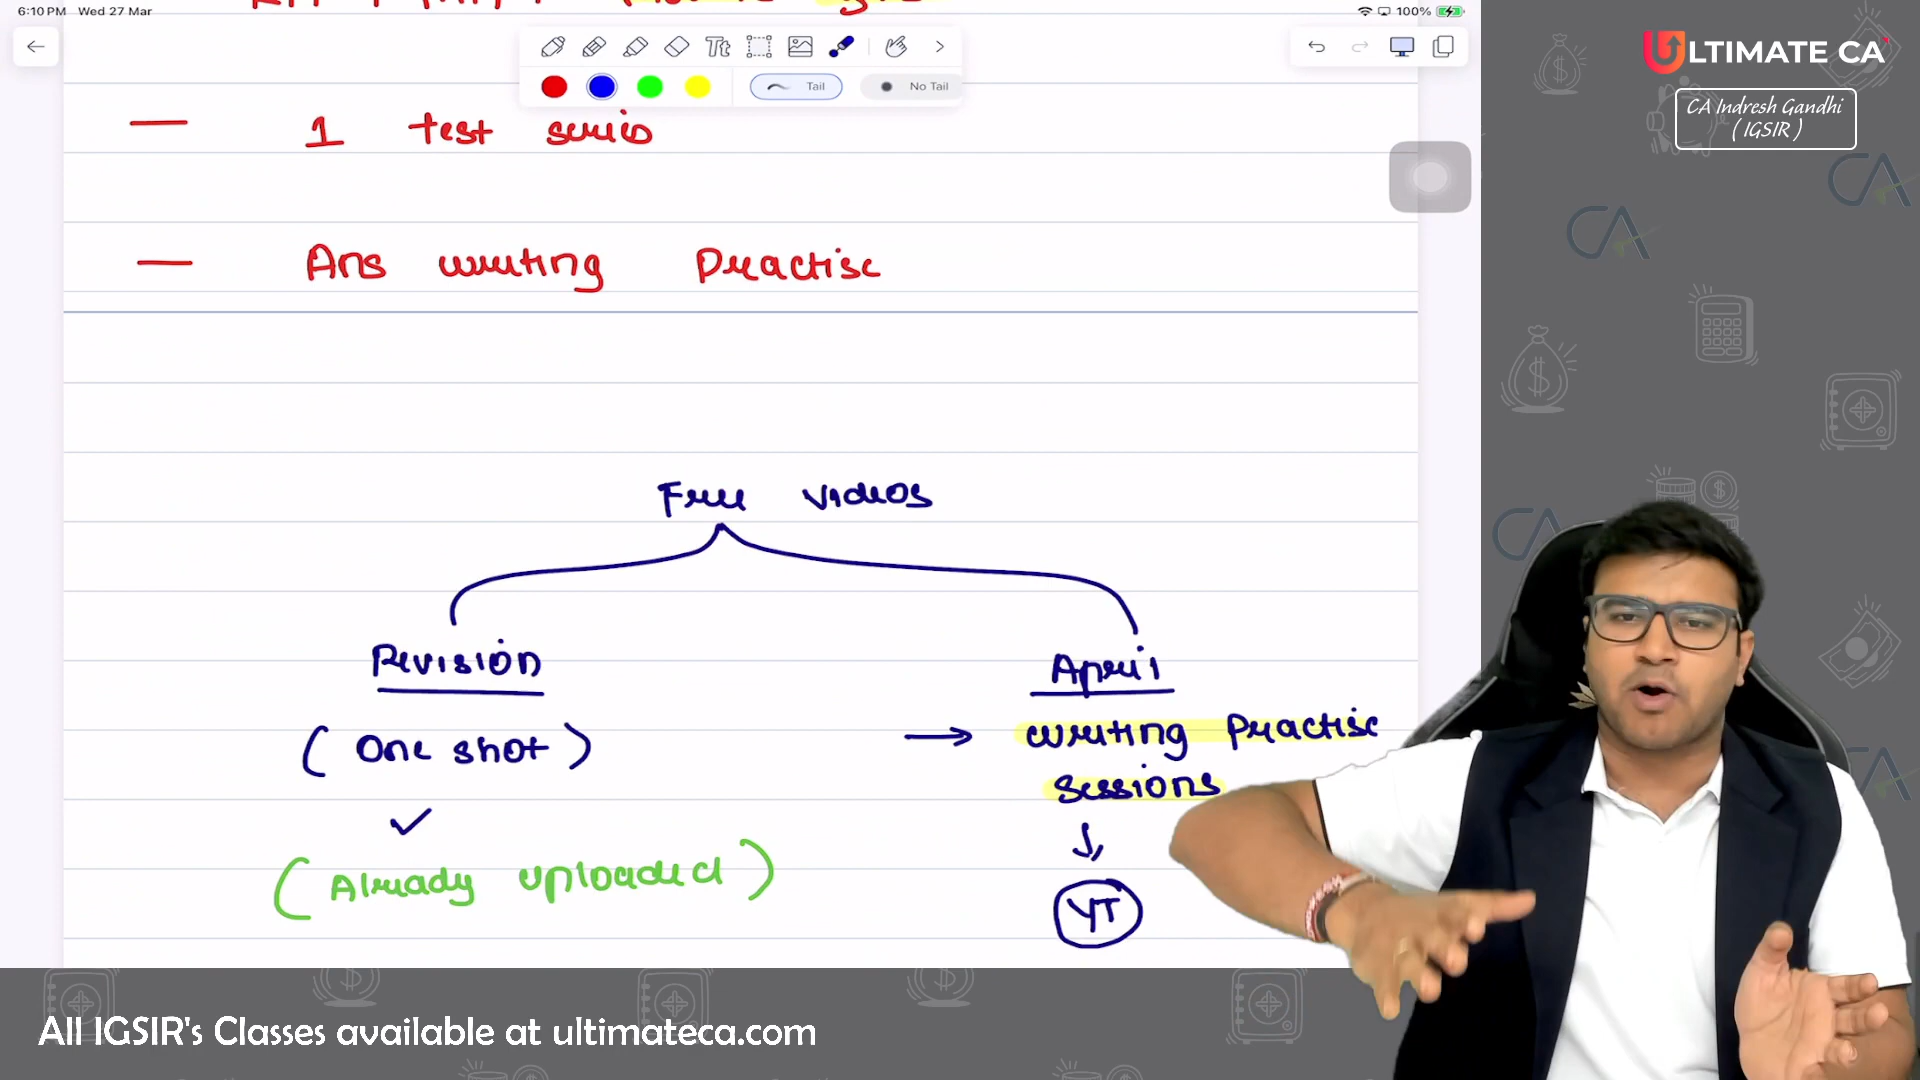 6:10 PM Wed 27 Mar
100%
Tail
No Tail
ULTIMATE CA
CA Indresh Gandhi
( IGSIR )
— 1 test series
— Ans writing Practise
Free videos
Revision
( One shot )
( Already uploaded )
April
→ writing Practise
sessions
YT
All IGSIR's Classes available at ultimateca.com